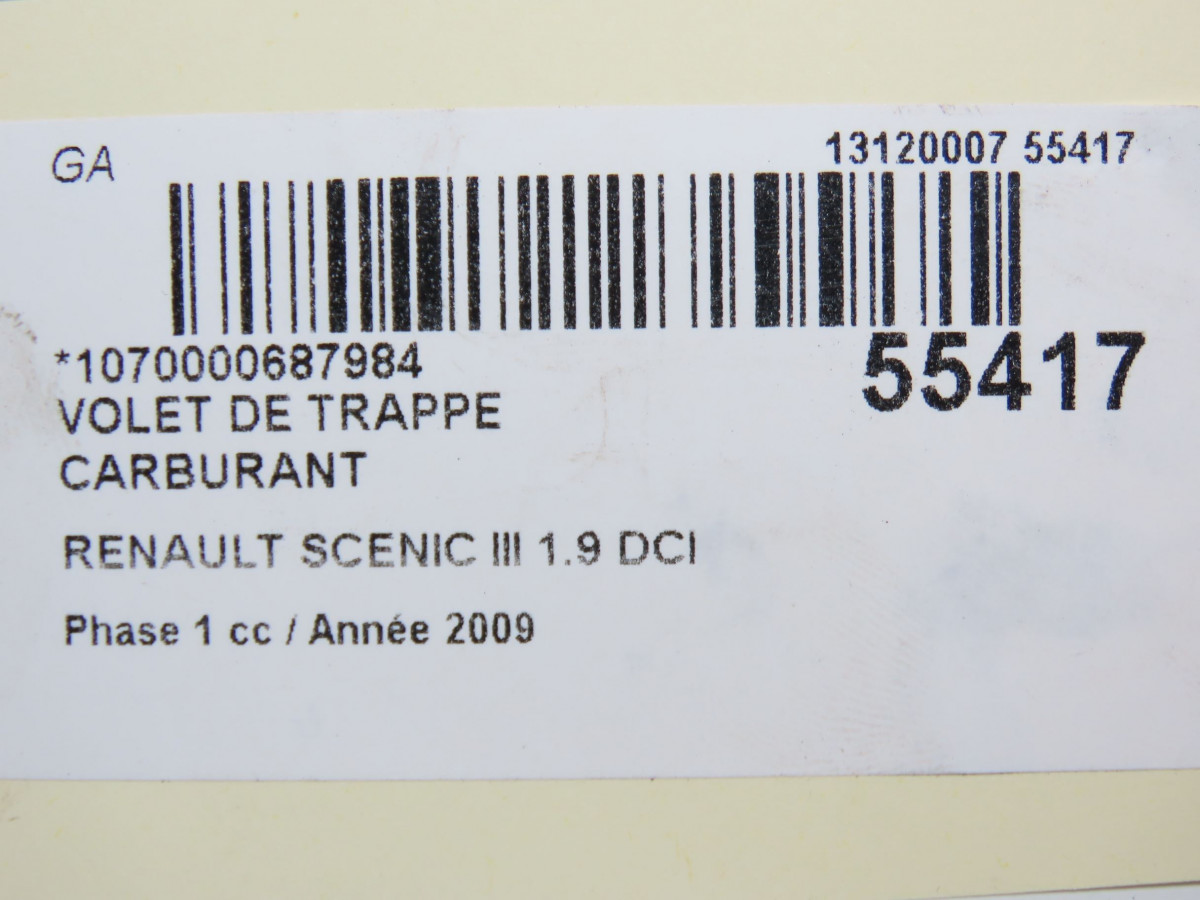 GA
13120007 55417
*1070000687984
55417
VOLET DE TRAPPE
CARBURANT
RENAULT SCENIC III 1.9 DCI
Phase 1 cc / Année 2009